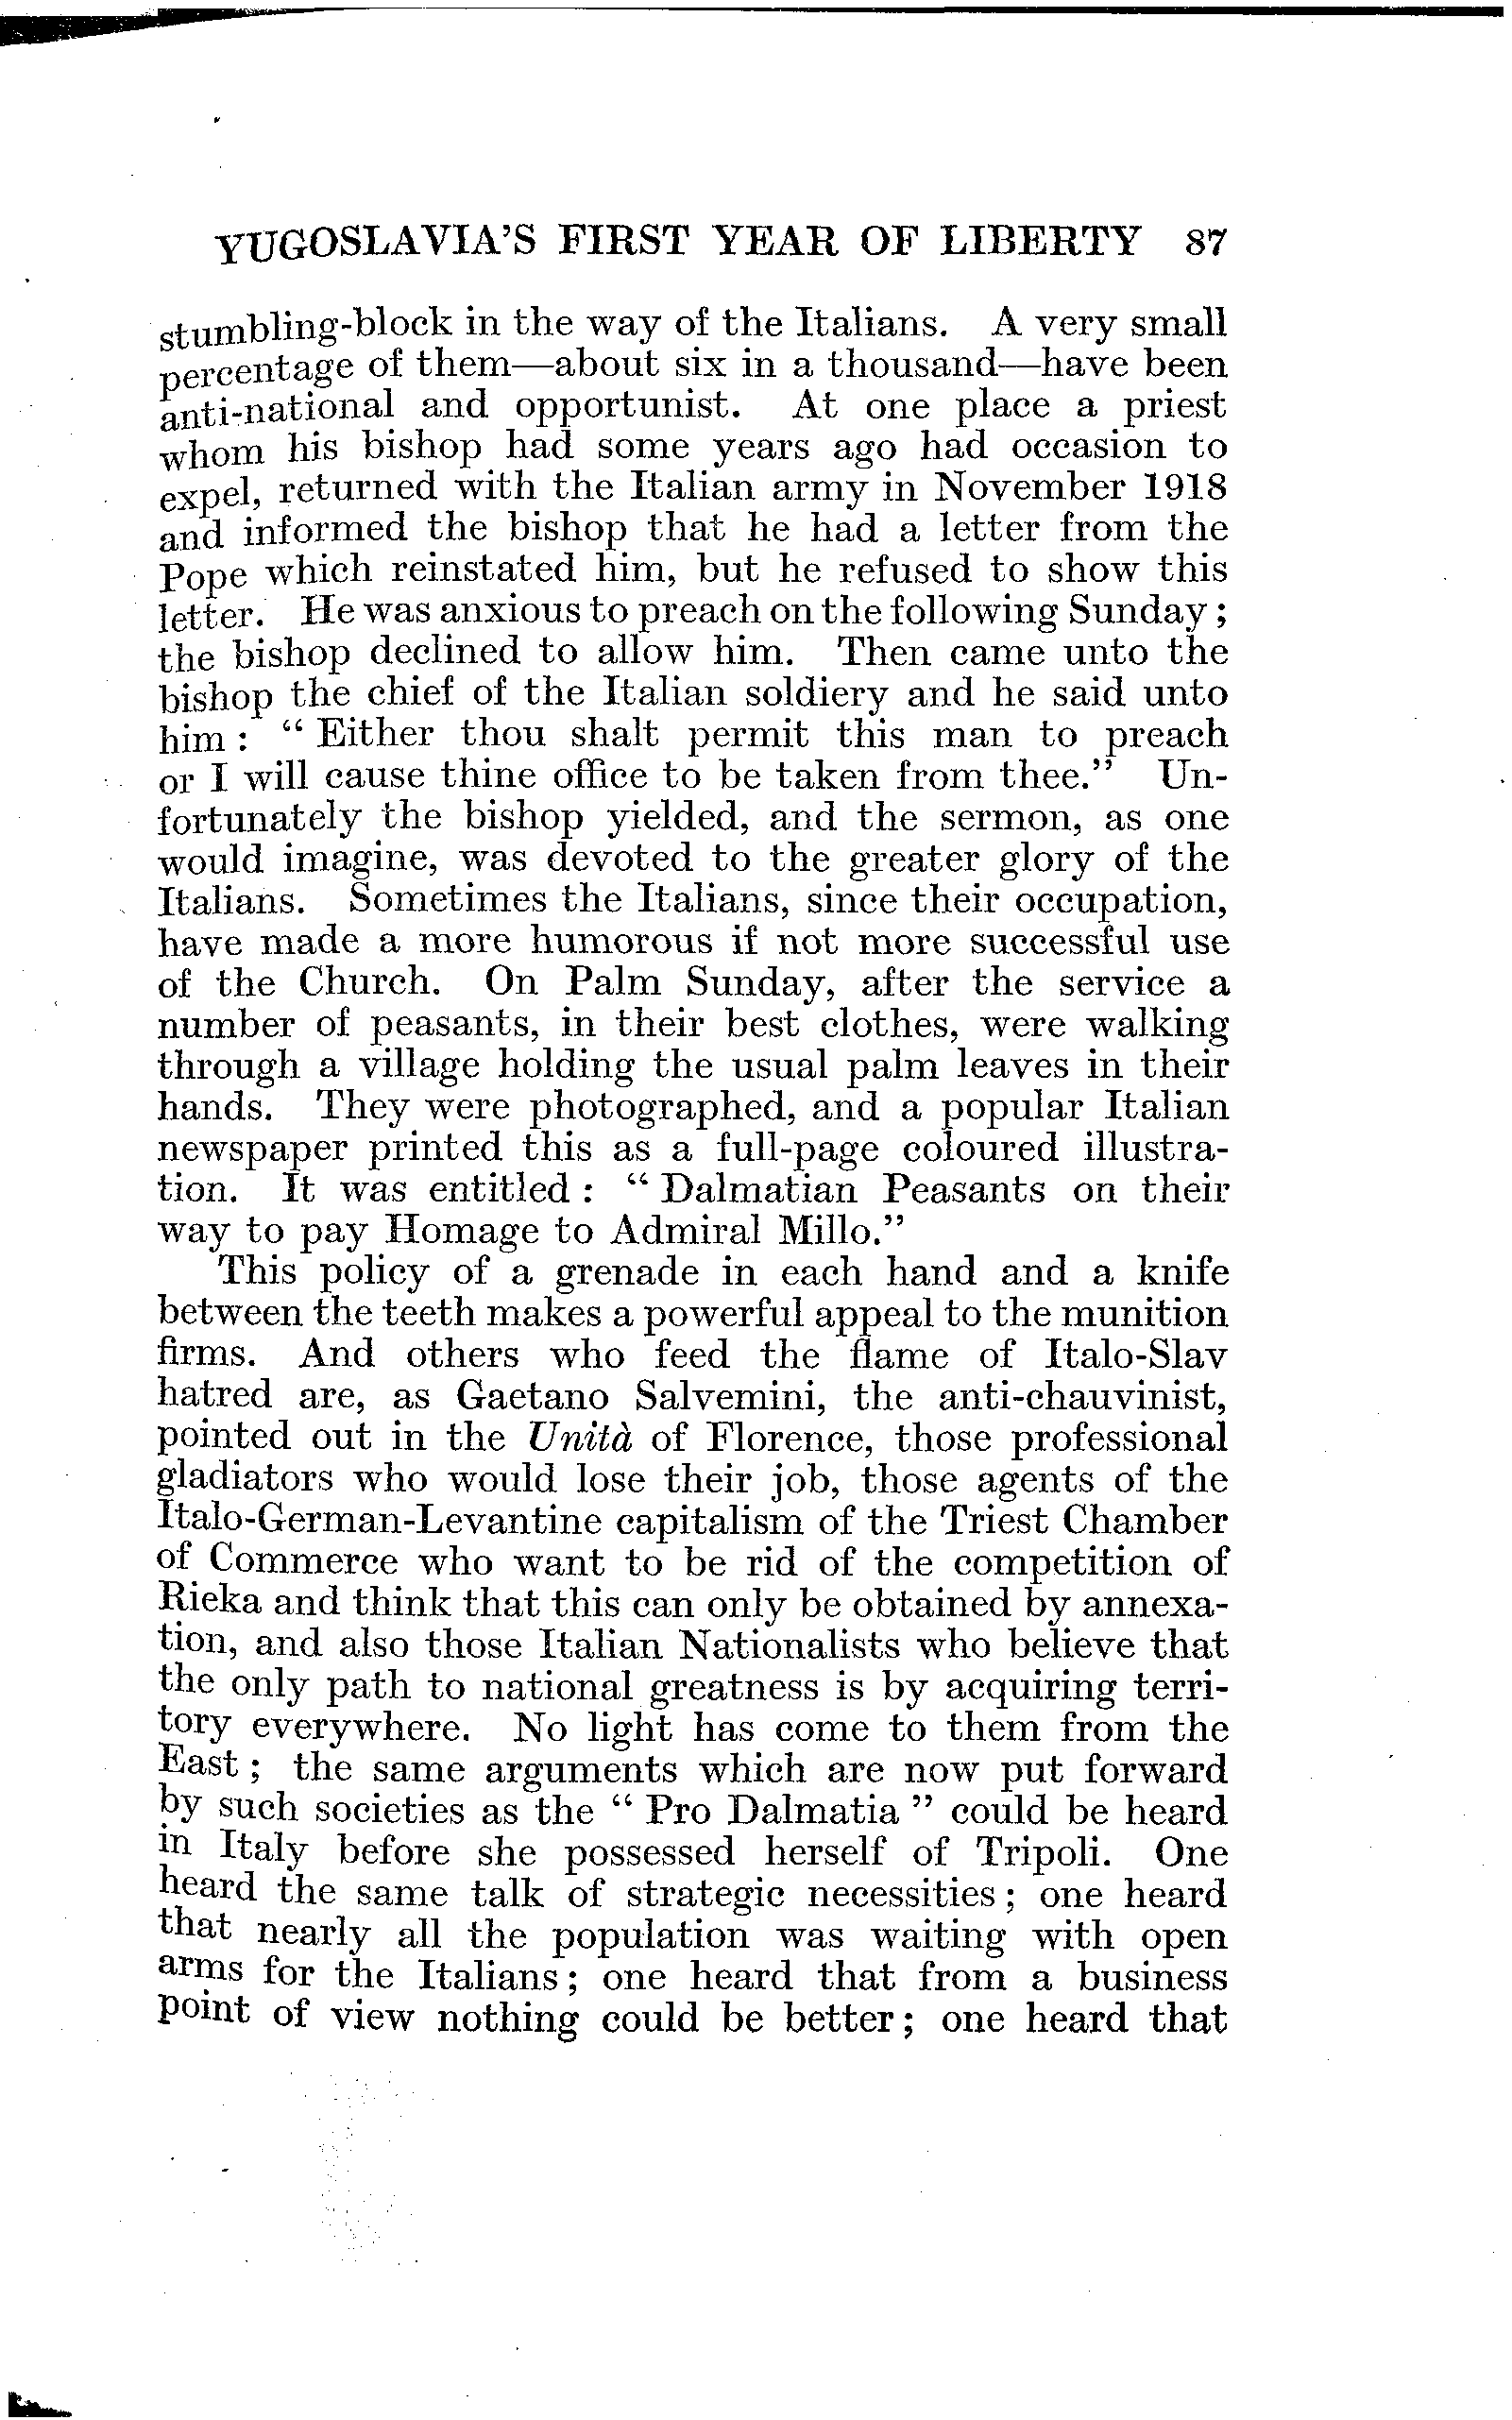 YUGOSLAVIA'S FIRST YEAR OF LIBERTY 87
stumbling-block in the way of the Italians. A very small
percentage of them—about six in a thousand—have been
anti-national and opportunist. At one place a priest
whom his bishop had some years ago had occasion to
expel, returned with the Italian army in November 1918
and informed the bishop that he had a letter from the
Pope which reinstated him, but he refused to show this
letter. He was anxious to preach on the following Sunday ;
the bishop declined to allow him. Then came unto the
bishop the chief of the Italian soldiery and he said unto
him : “ Either thou shalt permit this man to preach
or I will cause thine office to be taken from thee.” Un-
fortunately the bishop yielded, and the sermon, as one
would imagine, was devoted to the greater glory of the
Italians. Sometimes the Italians, since their occupation,
have made a more humorous if not more successful use
of the Church. On Palm Sunday, after the service a
number of peasants, in their best clothes, were walking
through a village holding the usual palm leaves in their
hands. They were photographed, and a popular Italian
newspaper printed this as a full-page coloured illustra-
tion. It was entitled : “ Dalmatian Peasants on their
way to pay Homage to Admiral Millo.”
This policy of a grenade in each hand and a knife
between the teeth makes a powerful appeal to the munition
firms. And others who feed the flame of Italo-Slav
hatred are, as Gaetano Salvemini, the anti-chauvinist,
pointed out in the Unità of Florence, those professional
gladiators who would lose their job, those agents of the
Italo-German-Levantine capitalism of the Triest Chamber
of Commerce who want to be rid of the competition of
Rieka and think that this can only be obtained by annexa-
tion, and also those Italian Nationalists who believe that
the only path to national greatness is by acquiring terri-
tory everywhere. No light has come to them from the
East ; the same arguments which are now put forward
by such societies as the “ Pro Dalmatia ” could be heard
in Italy before she possessed herself of Tripoli. One
heard the same talk of strategic necessities ; one heard
that nearly all the population was waiting with open
arms for the Italians ; one heard that from a business
point of view nothing could be better ; one heard that